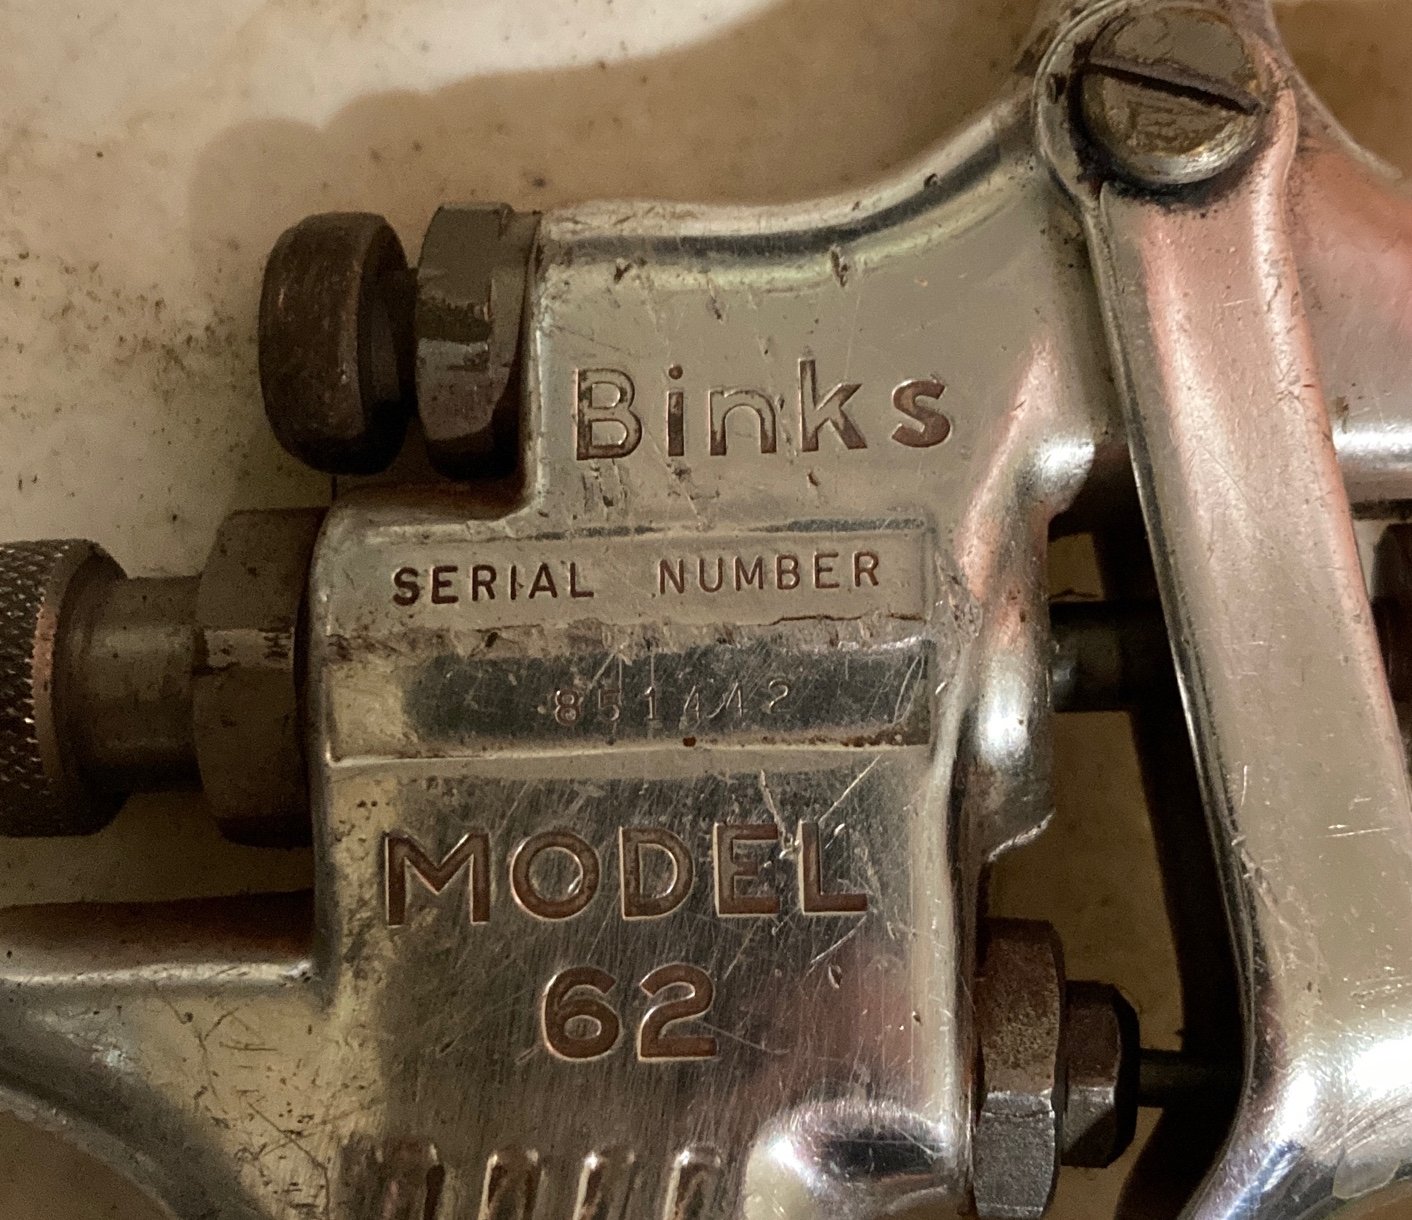 Binks
SERIAL NUMBER
851442
MODEL
62